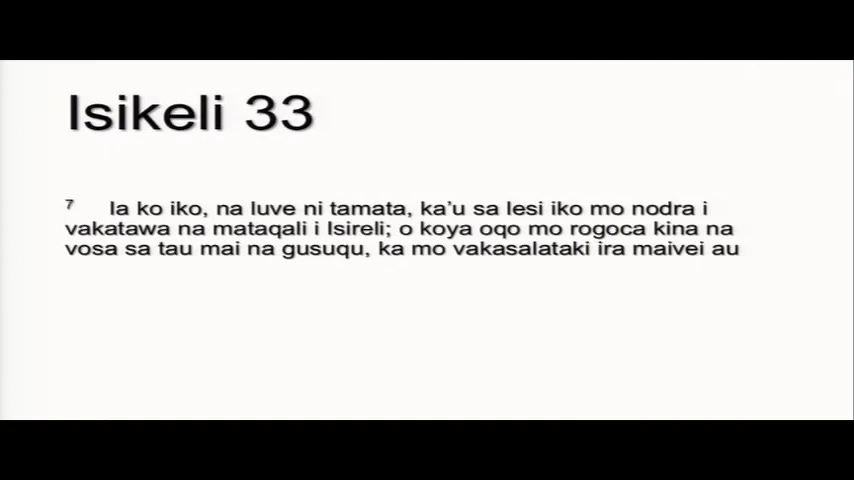 Isikeli 33
7 Ia ko iko, na luve ni tamata, ka'u sa lesi iko mo nodra i
vakatawa na mataqali i Isireli; o koya oqo mo rogoca kina na
vosa sa tau mai na gusuqu, ka mo vakasalataki ira maivei au